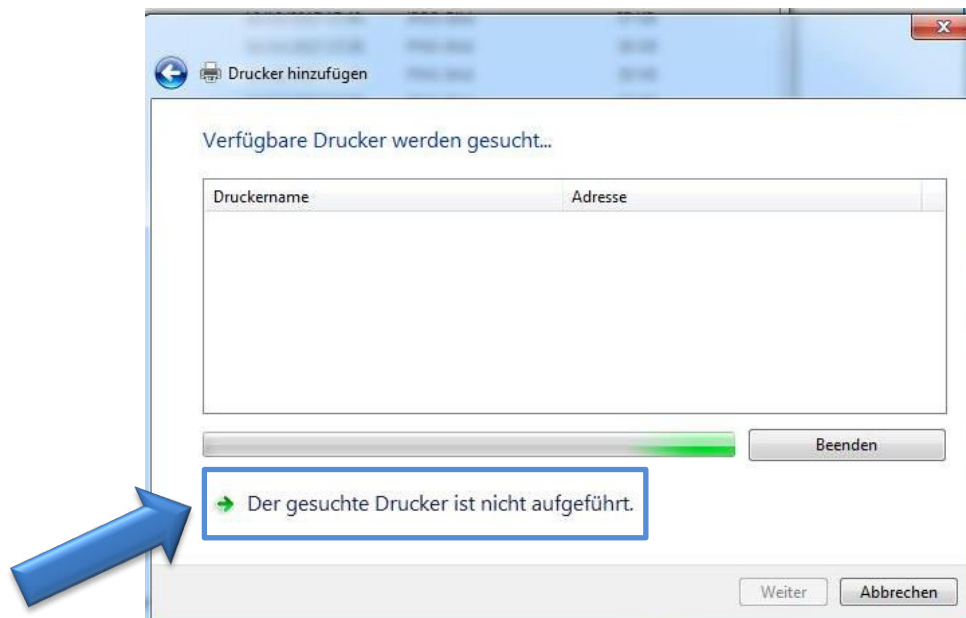 Drucker hinzufügen
Verfügbare Drucker werden gesucht...
Druckername Adresse
Beenden
Der gesuchte Drucker ist nicht aufgeführt.
Weiter Abbrechen